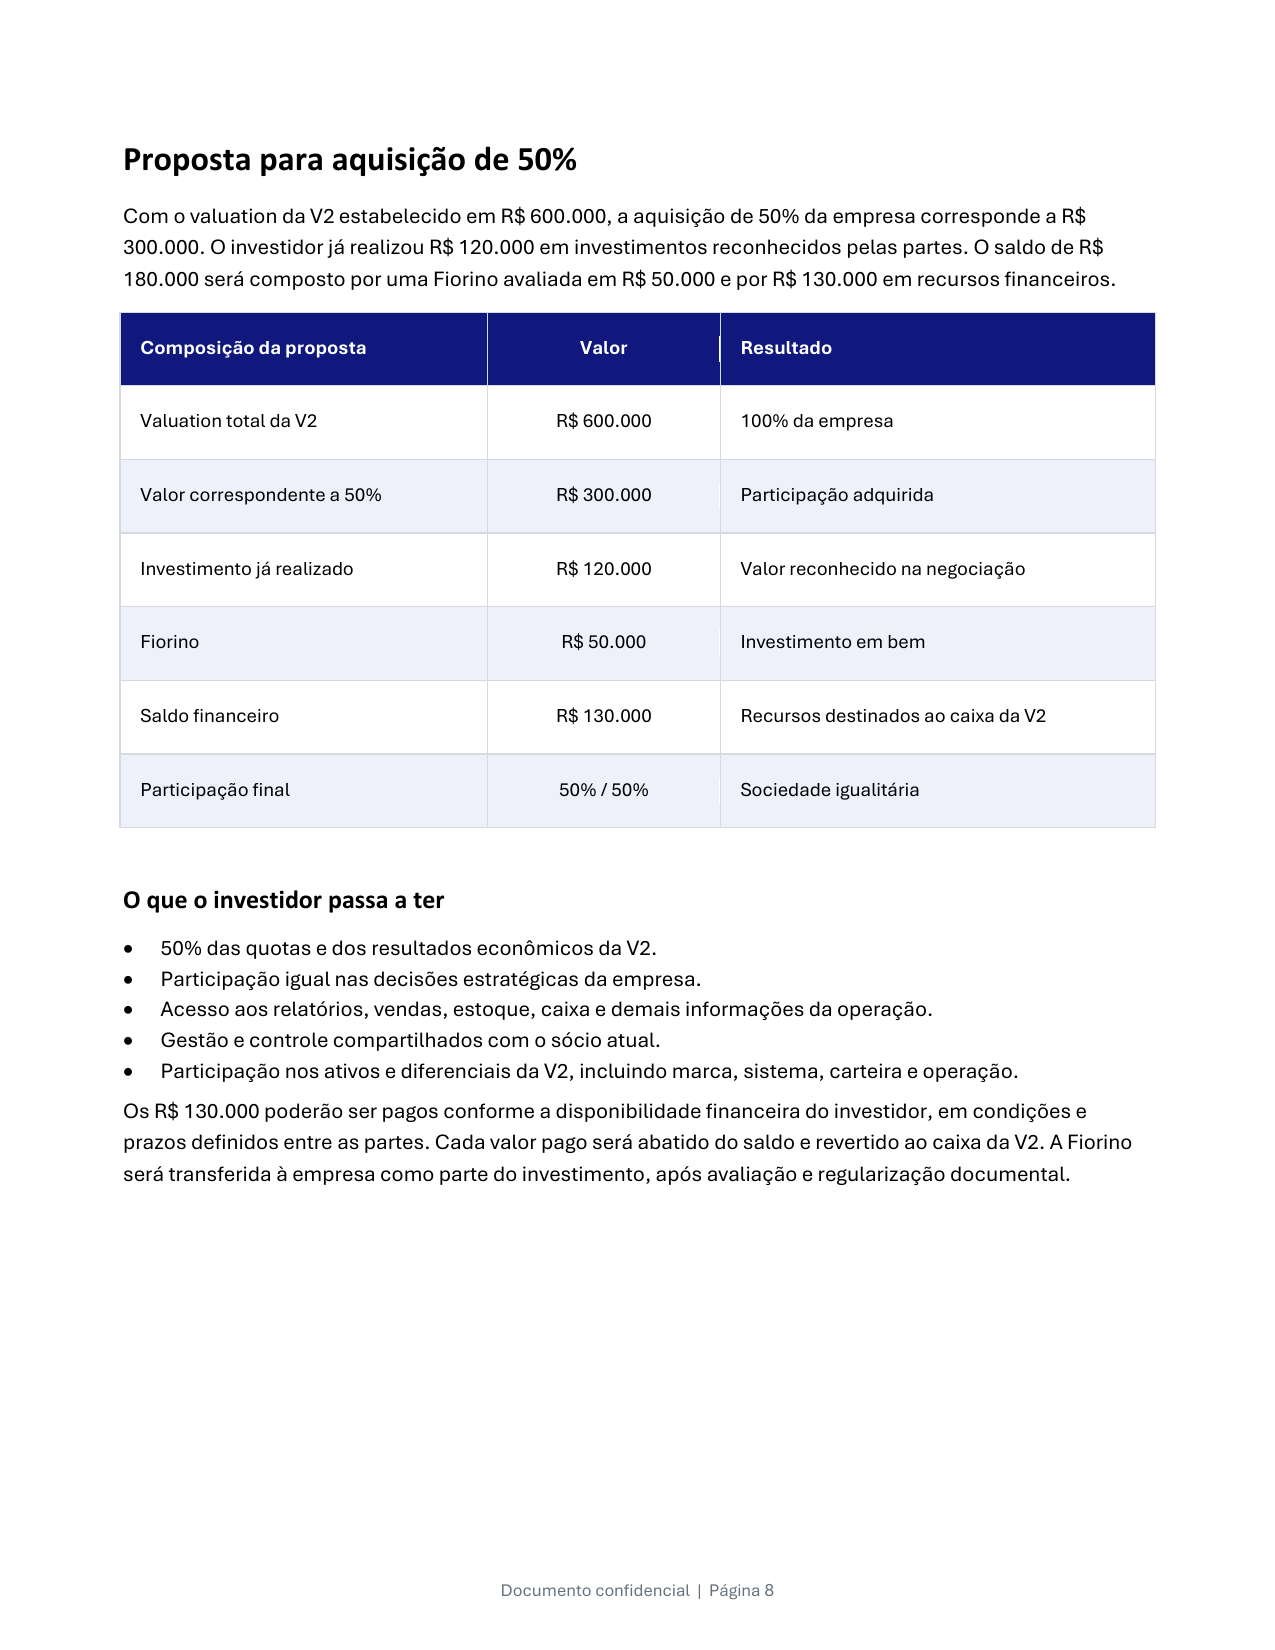 Proposta para aquisição de 50%
Com o valuation da V2 estabelecido em R$ 600.000, a aquisição de 50% da empresa corresponde a R$
300.000. O investidor já realizou R$ 120.000 em investimentos reconhecidos pelas partes. O saldo de R$
180.000 será composto por uma Fiorino avaliada em R$ 50.000 e por R$ 130.000 em recursos financeiros.
Composição da proposta Valor Resultado
Valuation total da V2 R$ 600.000 100% da empresa
Valor correspondente a 50% R$ 300.000 Participação adquirida
Investimento já realizado R$ 120.000 Valor reconhecido na negociação
Fiorino R$ 50.000 Investimento em bem
Saldo financeiro R$ 130.000 Recursos destinados ao caixa da V2
Participação final 50% / 50% Sociedade igualitária
O que o investidor passa a ter
• 50% das quotas e dos resultados econômicos da V2.
• Participação igual nas decisões estratégicas da empresa.
• Acesso aos relatórios, vendas, estoque, caixa e demais informações da operação.
• Gestão e controle compartilhados com o sócio atual.
• Participação nos ativos e diferenciais da V2, incluindo marca, sistema, carteira e operação.
Os R$ 130.000 poderão ser pagos conforme a disponibilidade financeira do investidor, em condições e
prazos definidos entre as partes. Cada valor pago será abatido do saldo e revertido ao caixa da V2. A Fiorino
será transferida à empresa como parte do investimento, após avaliação e regularização documental.
Documento confidencial | Página 8